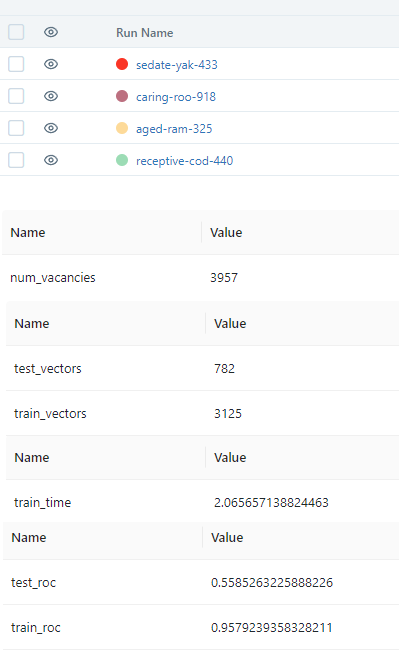 Run Name
sedate-yak-433
caring-roo-918
aged-ram-325
receptive-cod-440
Name Value
num_vacancies 3957
Name Value
test_vectors 782
train_vectors 3125
Name Value
train_time 2.065657138824463
Name Value
test_roc 0.5585263225888226
train_roc 0.9579239358328211